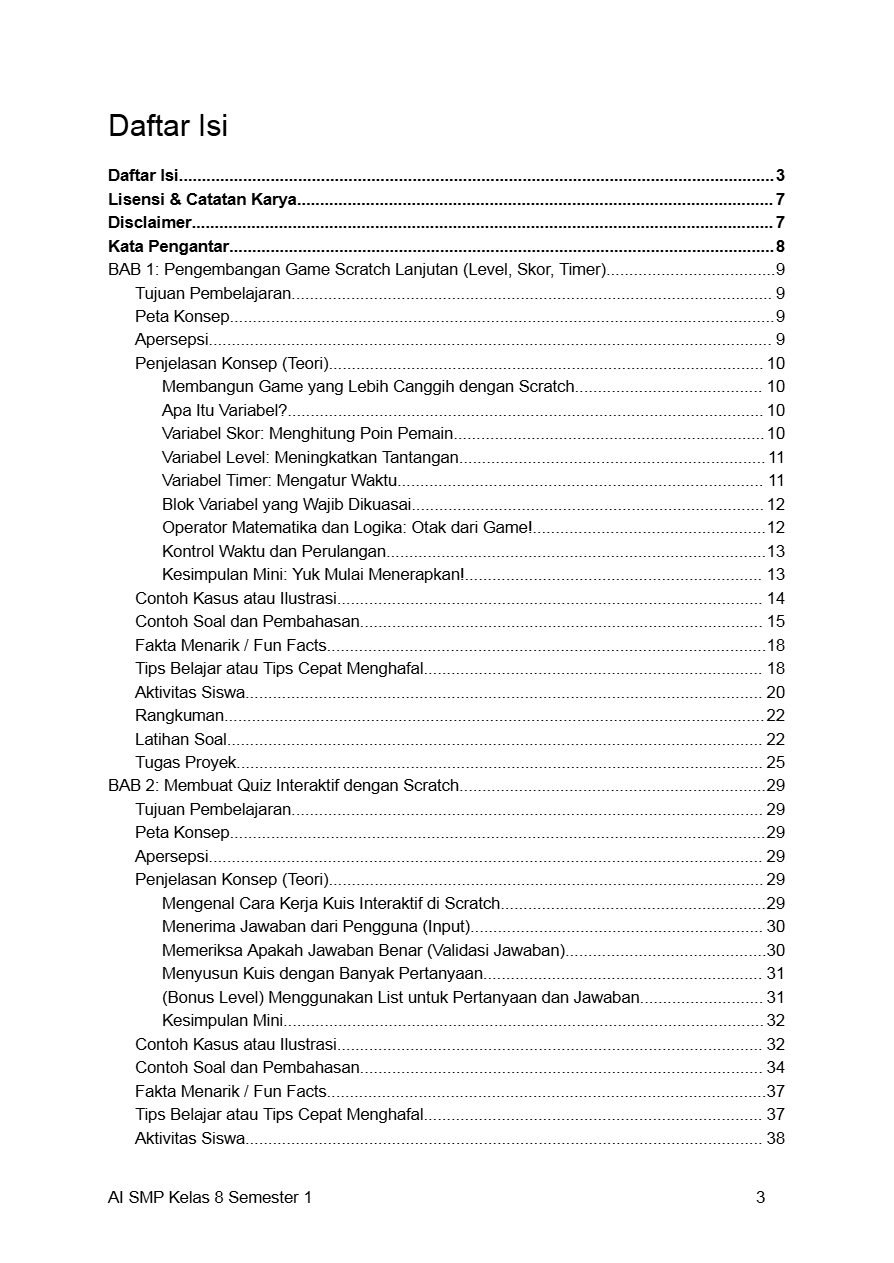 Daftar Isi
Daftar Isi 3
Lisensi & Catatan Karya 7
Disclaimer 7
Kata Pengantar 8
BAB 1: Pengembangan Game Scratch Lanjutan (Level, Skor, Timer) 9
Tujuan Pembelajaran 9
Peta Konsep 9
Apersepsi 9
Penjelasan Konsep (Teori) 10
Membangun Game yang Lebih Canggih dengan Scratch 10
Apa Itu Variabel? 10
Variabel Skor: Menghitung Poin Pemain 10
Variabel Level: Meningkatkan Tantangan 11
Variabel Timer: Mengatur Waktu 11
Blok Variabel yang Wajib Dikuasai 12
Operator Matematika dan Logika: Otak dari Game! 12
Kontrol Waktu dan Perulangan 13
Kesimpulan Mini: Yuk Mulai Menerapkan! 13
Contoh Kasus atau Ilustrasi 14
Contoh Soal dan Pembahasan 15
Fakta Menarik / Fun Facts 18
Tips Belajar atau Tips Cepat Menghafal 18
Aktivitas Siswa 20
Rangkuman 22
Latihan Soal 22
Tugas Proyek 25
BAB 2: Membuat Quiz Interaktif dengan Scratch 29
Tujuan Pembelajaran 29
Peta Konsep 29
Apersepsi 29
Penjelasan Konsep (Teori) 29
Mengenal Cara Kerja Kuis Interaktif di Scratch 29
Menerima Jawaban dari Pengguna (Input) 30
Memeriksa Apakah Jawaban Benar (Validasi Jawaban) 30
Menyusun Kuis dengan Banyak Pertanyaan 31
(Bonus Level) Menggunakan List untuk Pertanyaan dan Jawaban 31
Kesimpulan Mini 32
Contoh Kasus atau Ilustrasi 32
Contoh Soal dan Pembahasan 34
Fakta Menarik / Fun Facts 37
Tips Belajar atau Tips Cepat Menghafal 37
Aktivitas Siswa 38
AI SMP Kelas 8 Semester 1 3